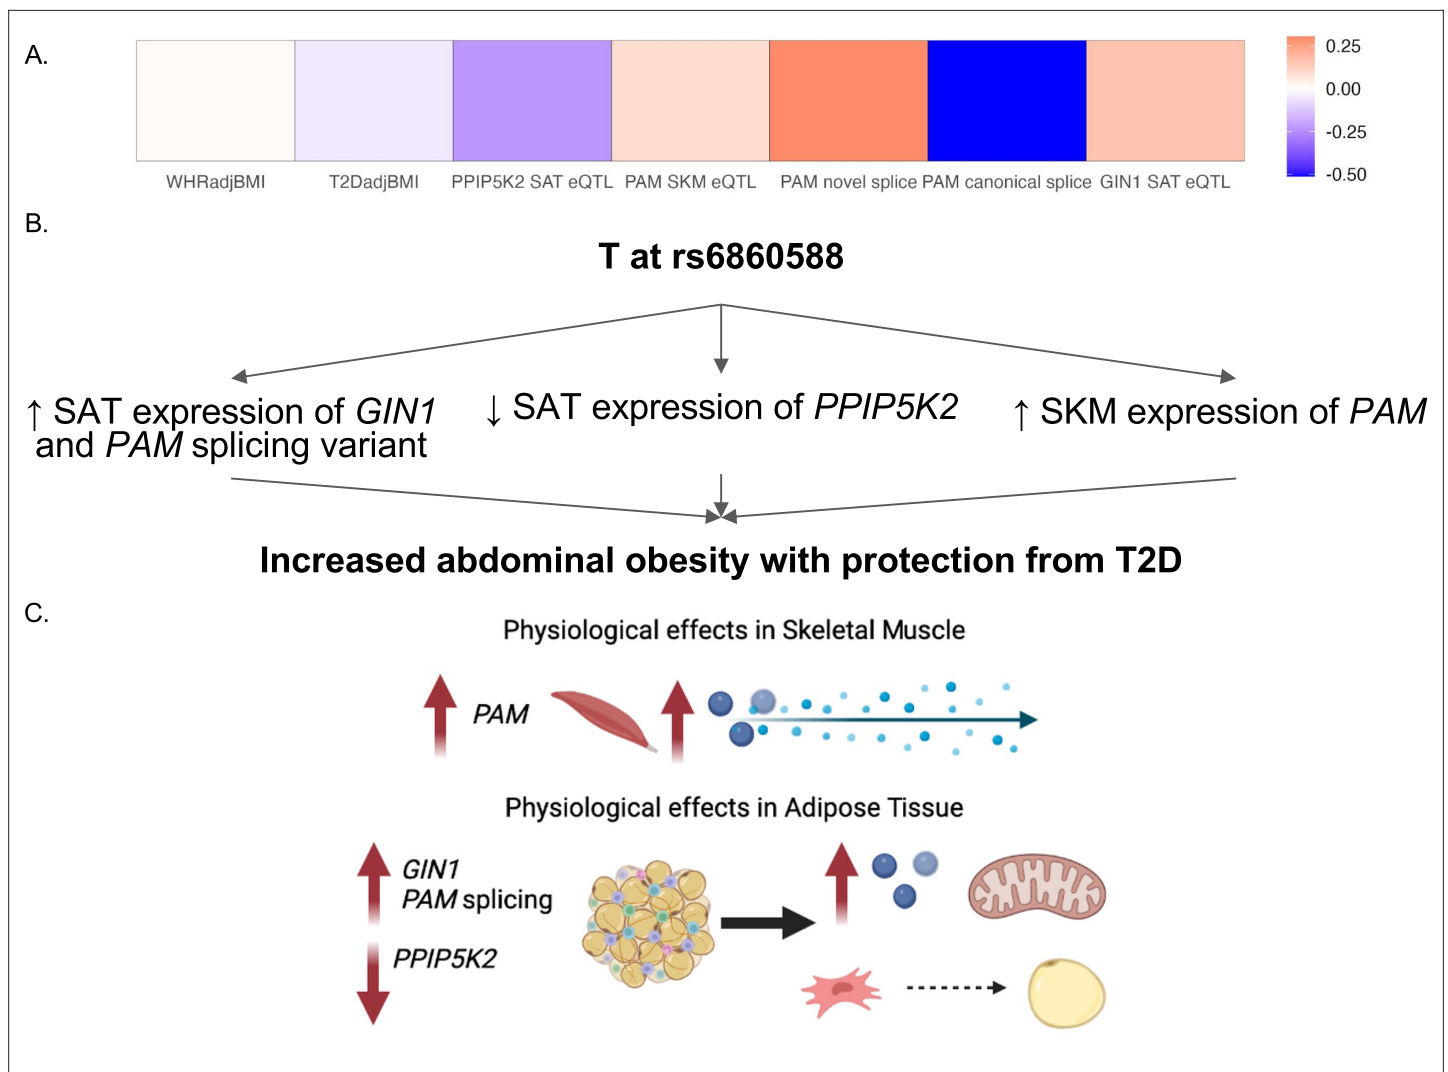 A.
0.25
0.00
-0.25
-0.50
WHRadjBMI T2DadjBMI PPIP5K2 SAT eQTL PAM SKM eQTL PAM novel splice PAM canonical splice GIN1 SAT eQTL
B.
T at rs6860588
↑ SAT expression of GIN1
and PAM splicing variant
↓ SAT expression of PPIP5K2
↑ SKM expression of PAM
Increased abdominal obesity with protection from T2D
C.
Physiological effects in Skeletal Muscle
PAM
Physiological effects in Adipose Tissue
GIN1
PAM splicing
PPIP5K2